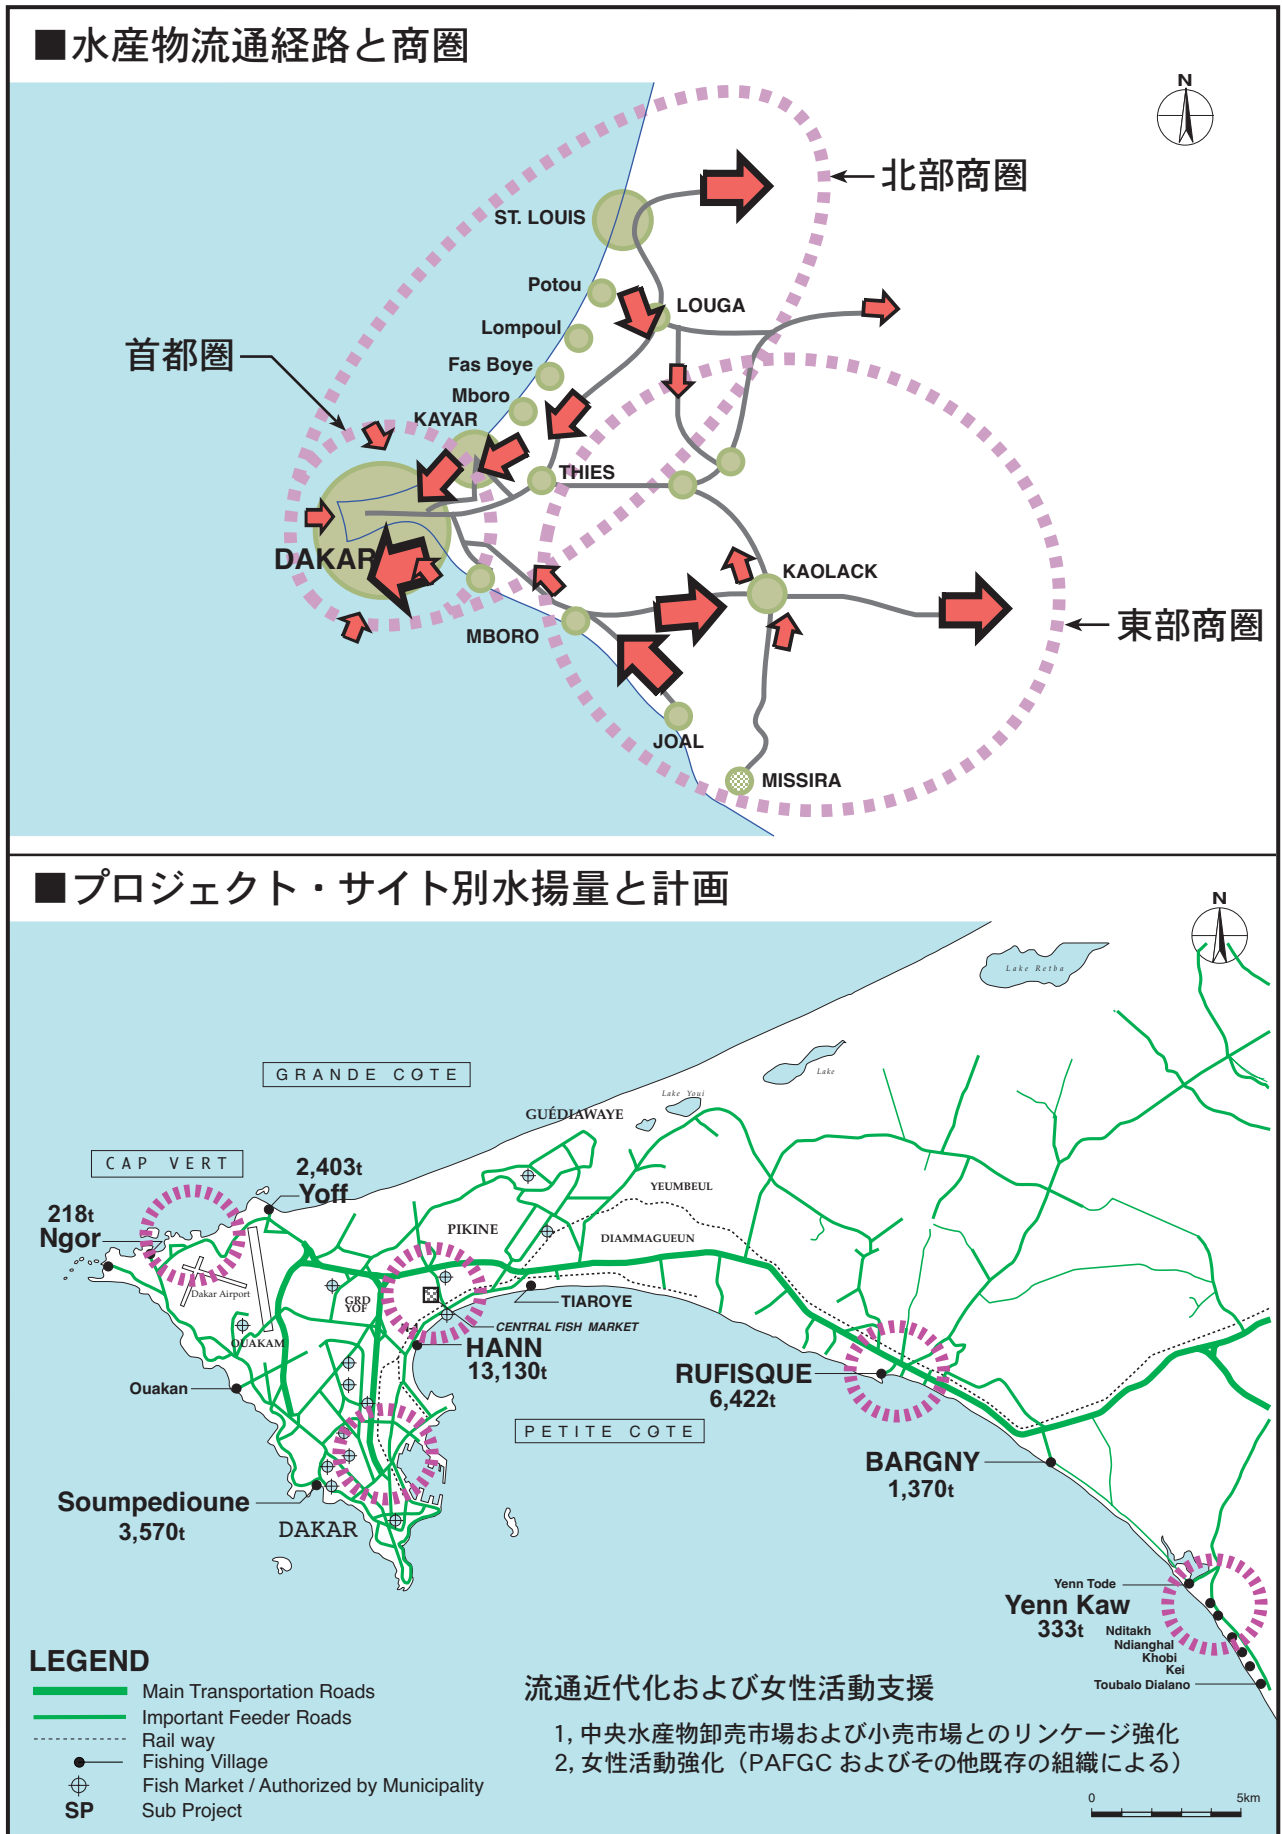 ■水産物流通経路と商圏
N
北部商圏
ST. LOUIS
Potou
LOUGA
Lompoul
首都圏
Fas Boye
Mboro
KAYAR
THIES
DAKAR
KAOLACK
MBORO
東部商圏
JOAL
MISSIRA
■プロジェクト・サイト別水揚量と計画
N
Lake Retba
Lake
GRANDE COTE
Lake Youi
GUÉDIAWAYE
CAP VERT
2,403t
Yoff
YEUMBEUL
218t
Ngor
PIKINE
DIAMMAGUEUN
Dakar Airport
GRD
YOF
TIAROYE
CENTRAL FISH MARKET
OUAKAM
HANN
13,130t
RUFISQUE
6,422t
Ouakan
PETITE COTE
BARGNY
1,370t
Soumpedioune
3,570t
DAKAR
Yenn Tode
Yenn Kaw
333t
Nditakh
Ndianghal
Khobi
Kei
Toubalo Dialano
LEGEND
Main Transportation Roads
Important Feeder Roads
Rail way
Fishing Village
Fish Market / Authorized by Municipality
SP Sub Project
流通近代化および女性活動支援
1, 中央水産物卸売市場および小売市場とのリンケージ強化
2, 女性活動強化（PAFGC およびその他既存の組織による）
0 5km